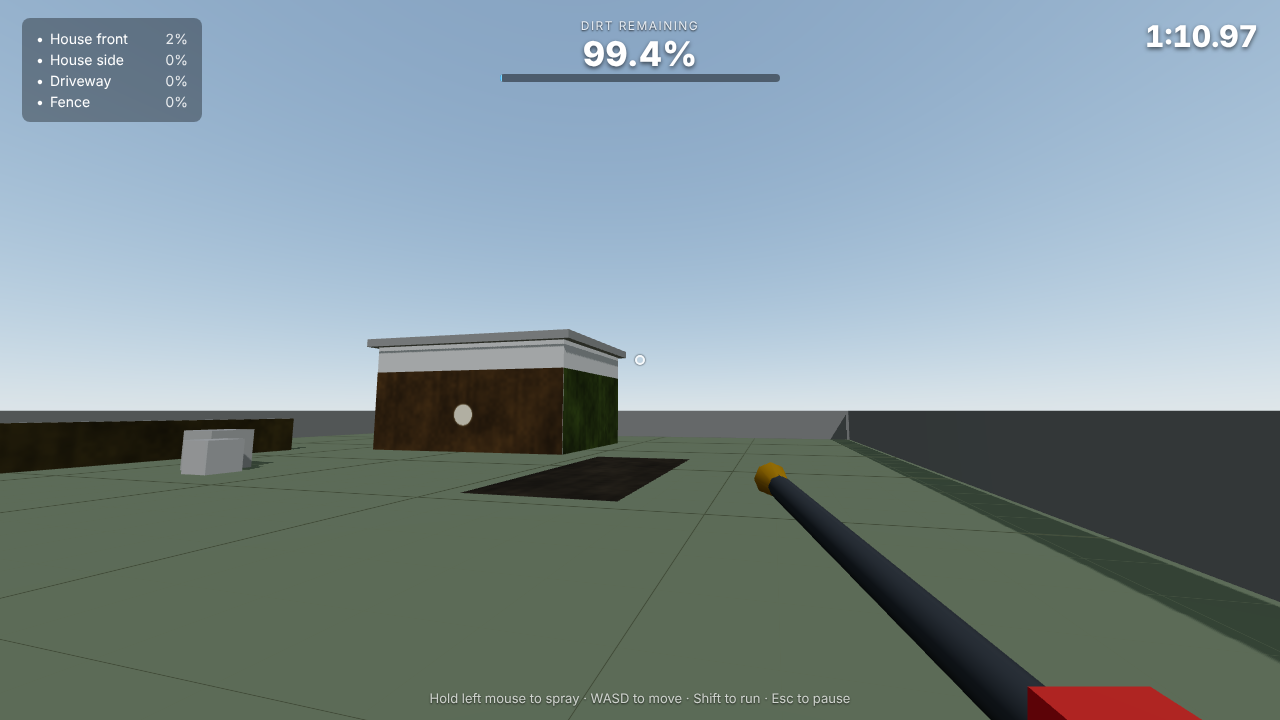 • House front 2%
• House side 0%
• Driveway 0%
• Fence 0%
DIRT REMAINING
99.4%
1:10.97
Hold left mouse to spray · WASD to move · Shift to run · Esc to pause